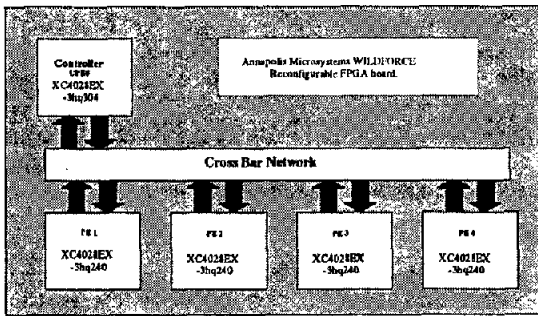 Controller
CPE0
XC4028EX
-3hq304
Annapolis Microsystems WILDFORCE
Reconfigurable FPGA board.
Cross Bar Network
PE 1
XC4028EX
-3hq240
PE 2
XC4028EX
-3hq240
PE 3
XC4028EX
-3hq240
PE 4
XC4028EX
-3hq240